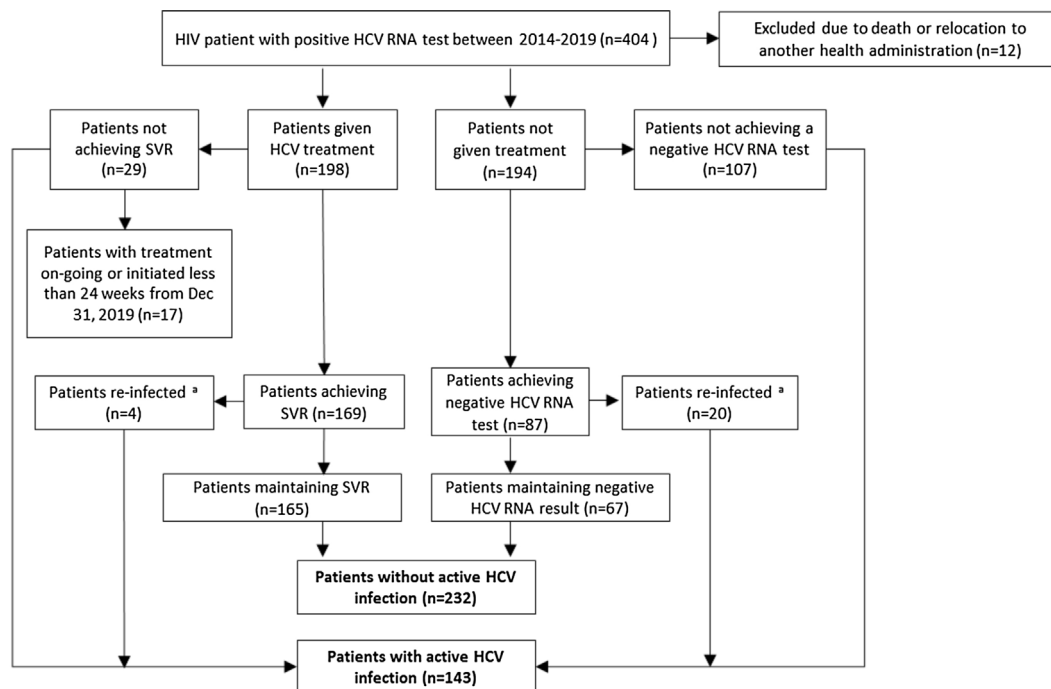 HIV patient with positive HCV RNA test between 2014-2019 (n=404 )
Excluded due to death or relocation to
another health administration (n=12)
Patients not
achieving SVR
(n=29)
Patients given
HCV treatment
(n=198)
Patients not
given treatment
(n=194)
Patients not achieving a
negative HCV RNA test
(n=107)
Patients with treatment
on-going or initiated less
than 24 weeks from Dec
31, 2019 (n=17)
Patients re-infected ᵃ
(n=4)
Patients achieving
SVR (n=169)
Patients achieving
negative HCV RNA
test (n=87)
Patients re-infected ᵃ
(n=20)
Patients maintaining SVR
(n=165)
Patients maintaining negative
HCV RNA result (n=67)
Patients without active HCV
infection (n=232)
Patients with active HCV
infection (n=143)